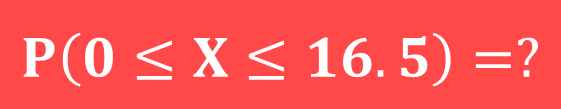 P(0 ≤ X ≤ 16.5) =?